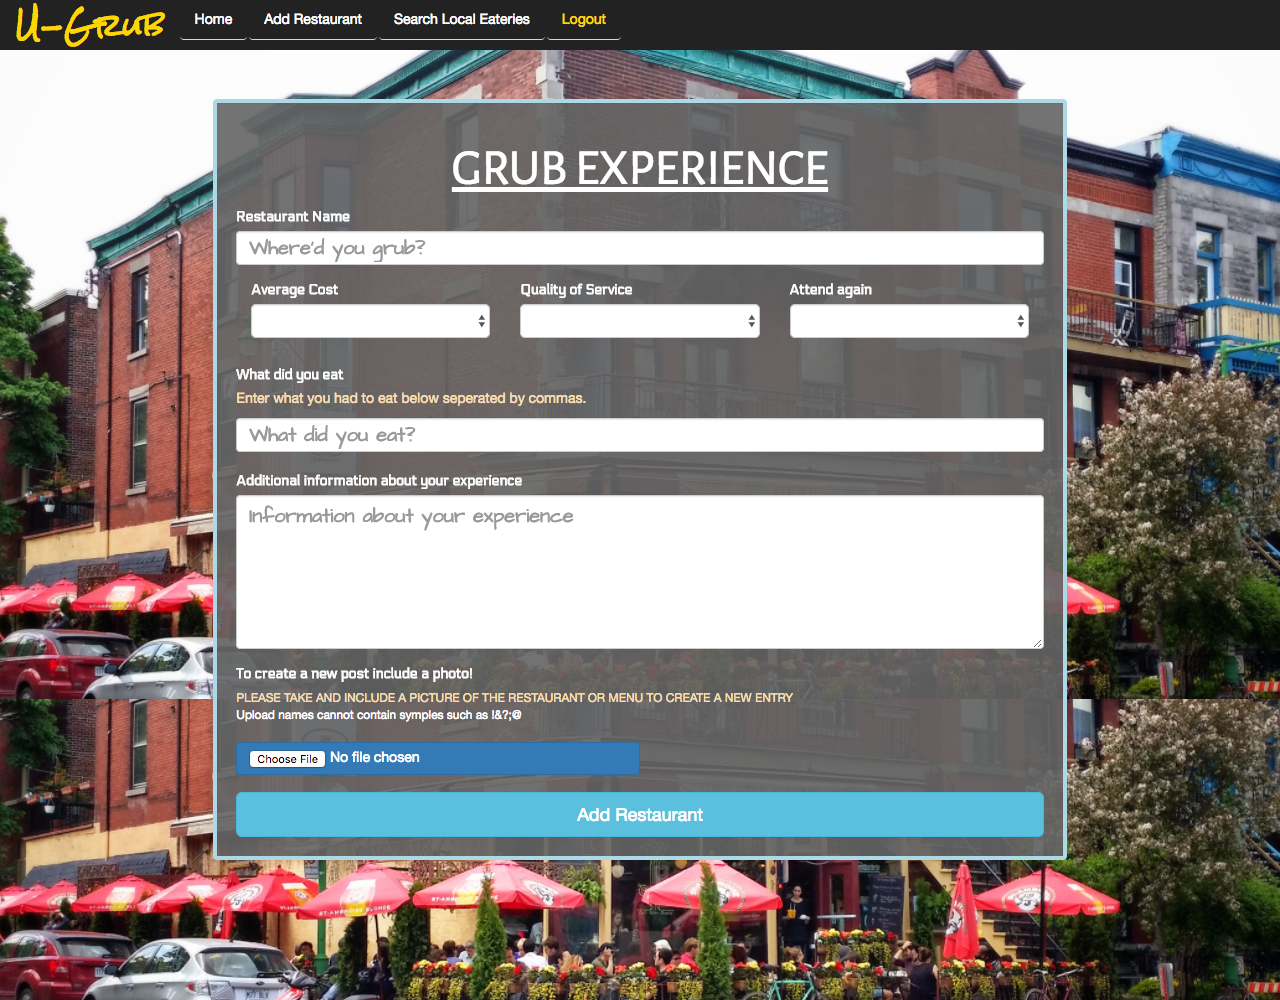 U-Grub Home Add Restaurant Search Local Eateries Logout
GRUB EXPERIENCE
Restaurant Name
Where'd you grub?
Average Cost Quality of Service Attend again
What did you eat
Enter what you had to eat below seperated by commas.
What did you eat?
Additional information about your experience
Information about your experience
To create a new post include a photo!
PLEASE TAKE AND INCLUDE A PICTURE OF THE RESTAURANT OR MENU TO CREATE A NEW ENTRY
Upload names cannot contain symples such as !&?;@
Choose File No file chosen
Add Restaurant
ST-AMBROISE BLONDE